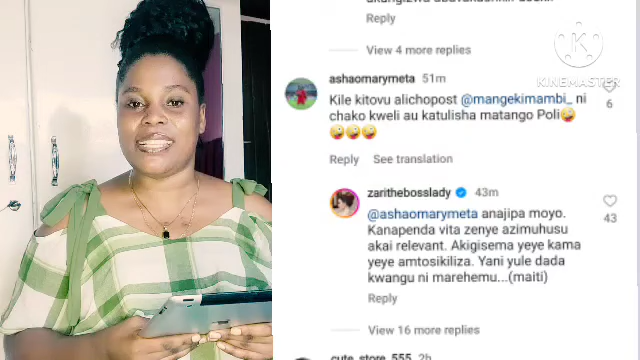 Reply
View 4 more replies
KINEMASTER
ashaomarymeta 51m
Kile kitovu alichopost @mangekimambi_ ni
chako kweli au katulisha matango Poli🤪
🤪🤪🤪
6
Reply See translation
zarithebosslady 43m
@ashaomarymeta anajipa moyo.
Kanapenda vita zenye azimuhusu
akai relevant. Akigisema yeye kama
yeye amtosikiliza. Yani yule dada
kwangu ni marehemu...(maiti)
43
Reply
View 16 more replies
cute_store_555 2h